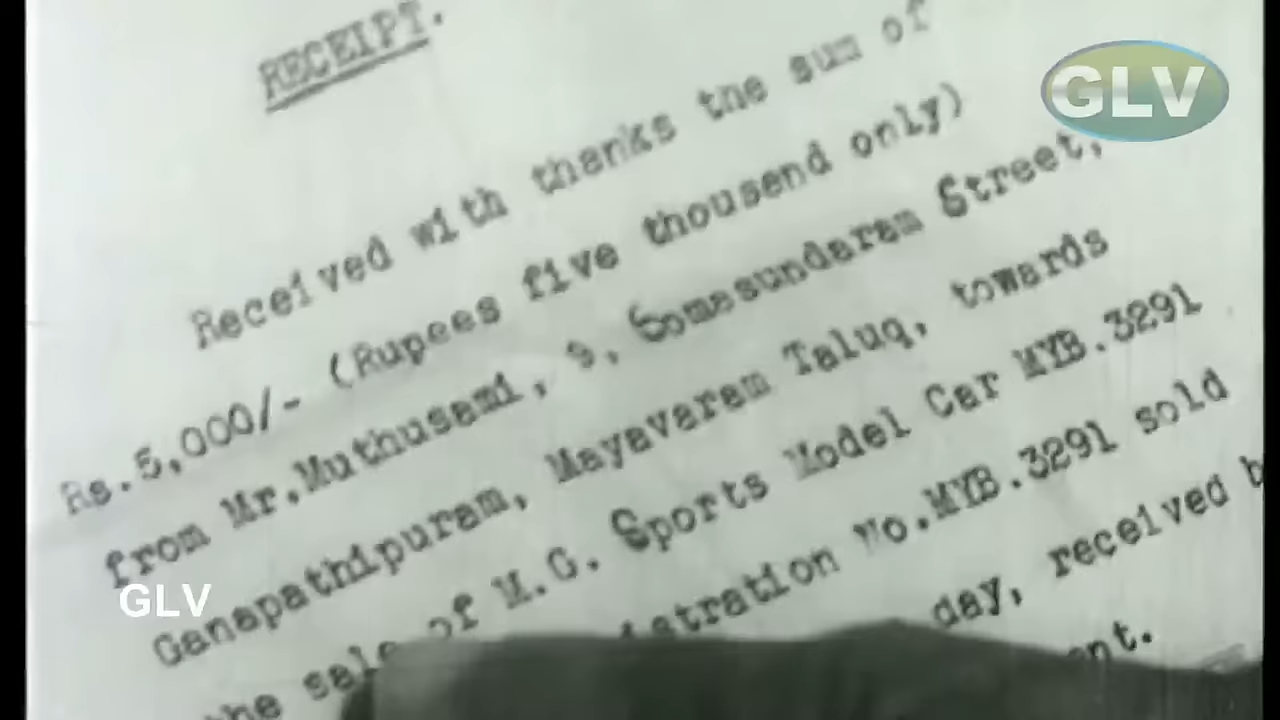 RECEIPT.
Received with thanks the sum of
Rs.5,000/- (Rupees five thousend only)
from Mr.Muthusami, 9, Somasundaram Street,
Ganapathipuram, Mayavaram Taluq, towards
the sale of M.G. Sports Model Car MYB.3291
No.MYB.3291 sold
day, received
GLV
GLV